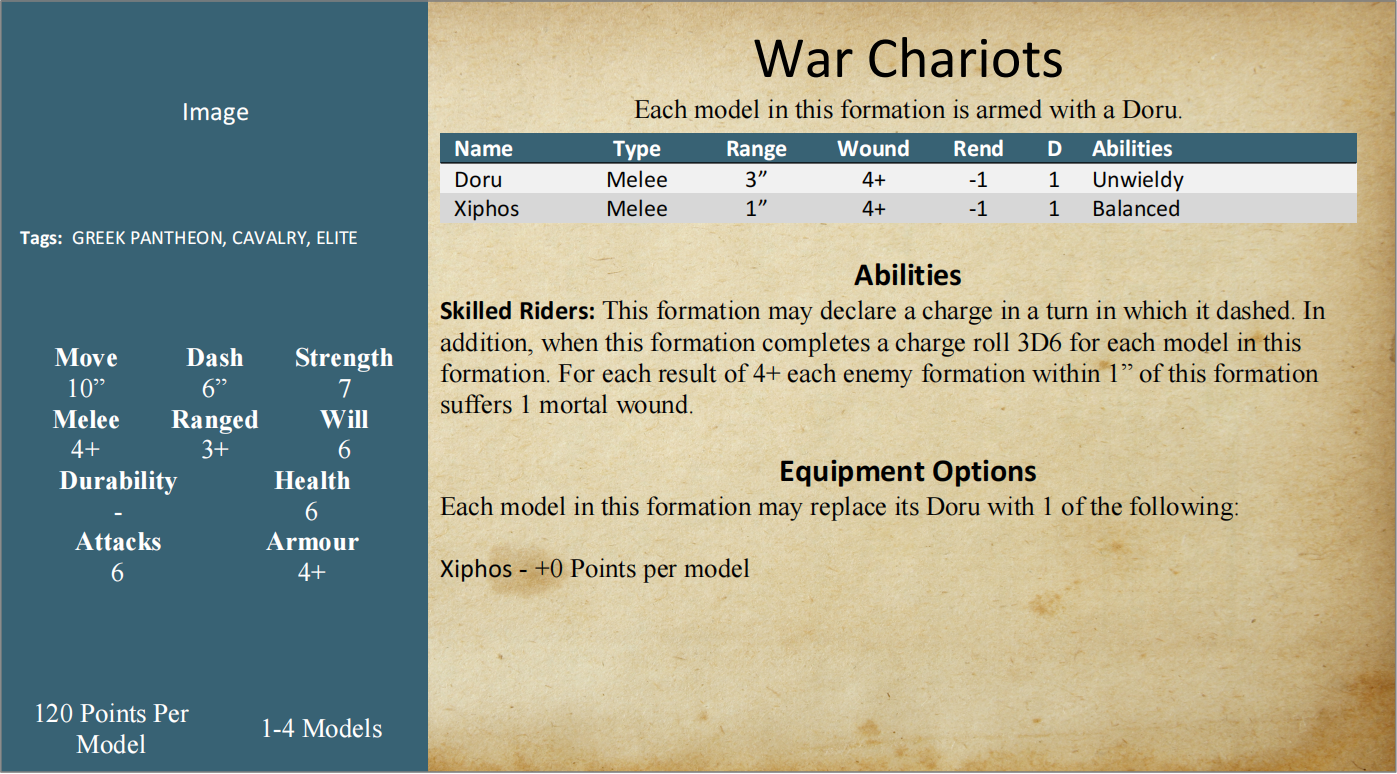 Image
Tags: GREEK PANTHEON, CAVALRY, ELITE
Move Dash Strength
10” 6” 7
Melee Ranged Will
4+ 3+ 6
Durability Health
- 6
Attacks Armour
6 4+
120 Points Per
Model
1-4 Models
War Chariots
Each model in this formation is armed with a Doru.
Name Type Range Wound Rend D Abilities
Doru Melee 3” 4+ -1 1 Unwieldy
Xiphos Melee 1” 4+ -1 1 Balanced
Abilities
Skilled Riders: This formation may declare a charge in a turn in which it dashed. In
addition, when this formation completes a charge roll 3D6 for each model in this
formation. For each result of 4+ each enemy formation within 1” of this formation
suffers 1 mortal wound.
Equipment Options
Each model in this formation may replace its Doru with 1 of the following:
Xiphos - +0 Points per model